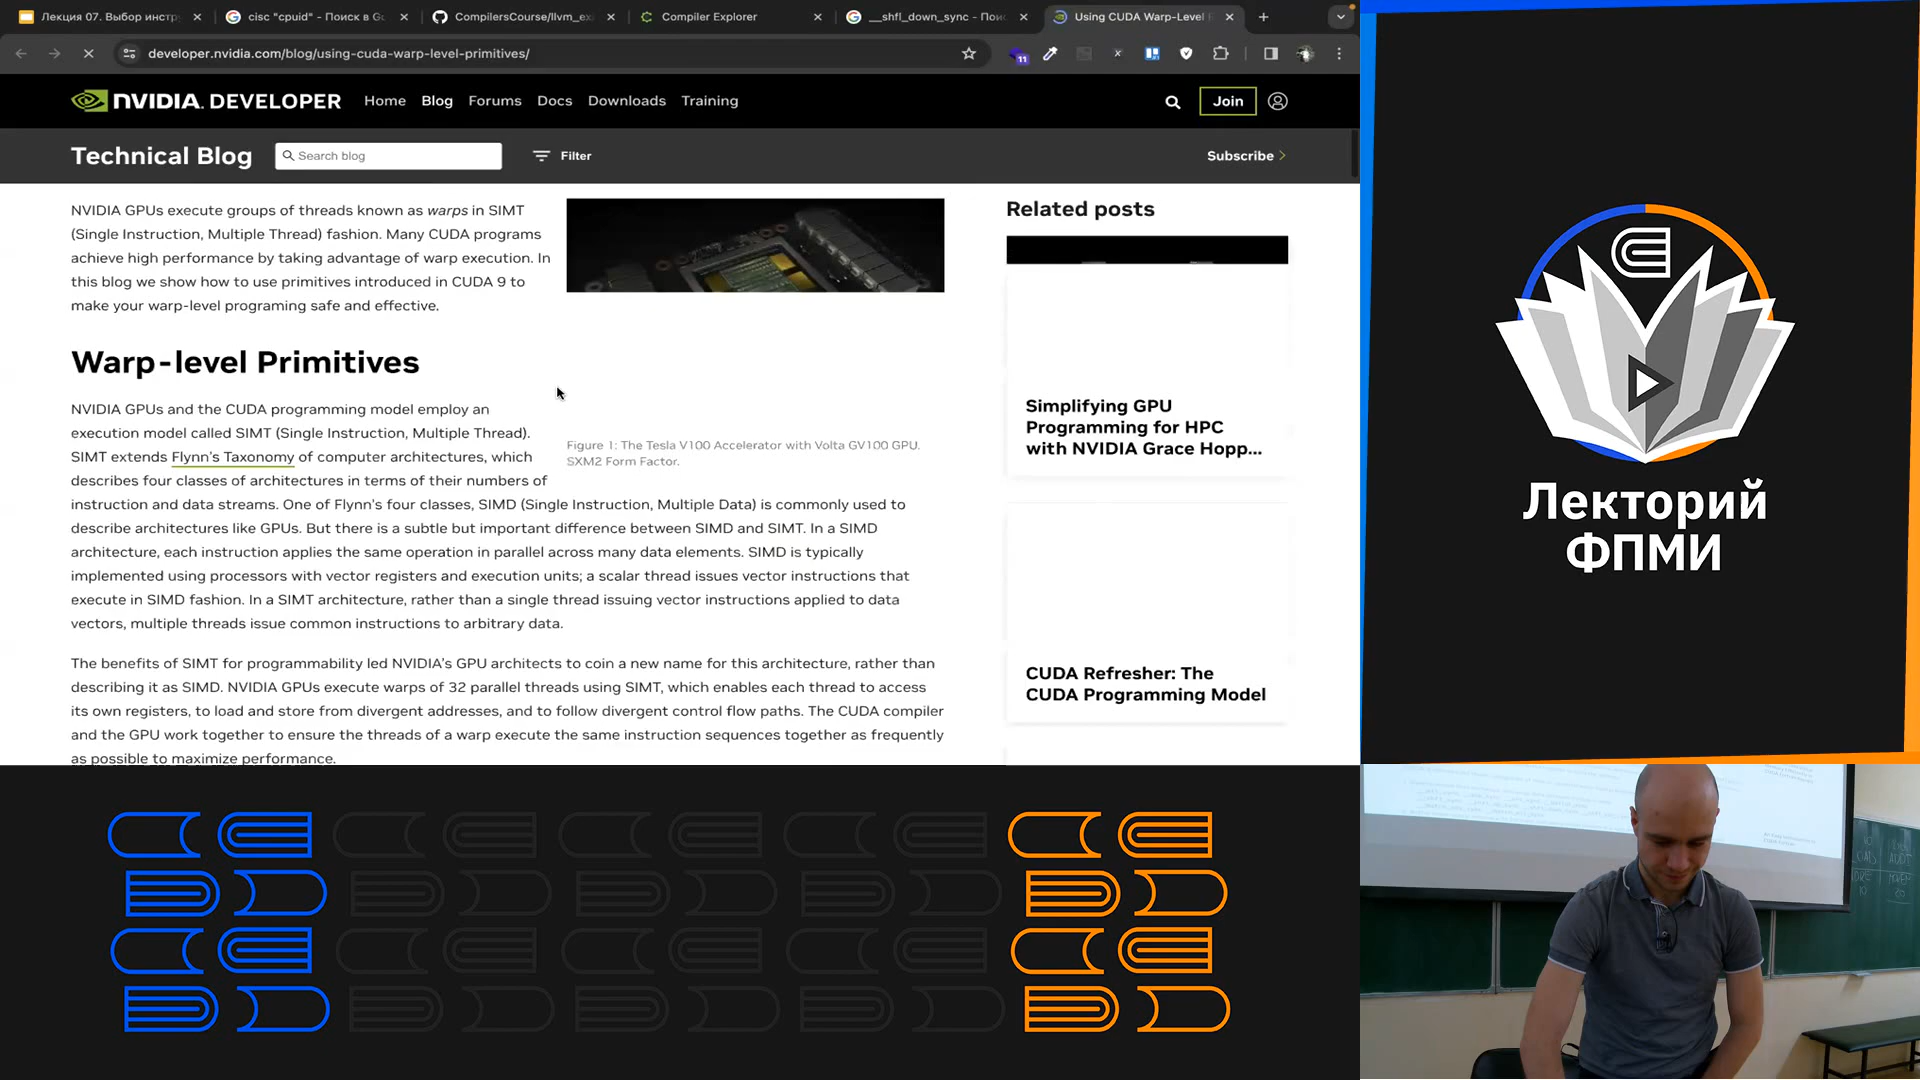 Лекция 07. Выбор инстр
cisc "cpuid" - Поиск в Go
CompilersCourse/llvm_ex
Compiler Explorer
__shfl_down_sync - Поис
Using CUDA Warp-Level P
developer.nvidia.com/blog/using-cuda-warp-level-primitives/
11
NVIDIA. DEVELOPER
Home
Blog
Forums
Docs
Downloads
Training
Join
Technical Blog
Search blog
Filter
Subscribe
NVIDIA GPUs execute groups of threads known as warps in SIMT
(Single Instruction, Multiple Thread) fashion. Many CUDA programs
achieve high performance by taking advantage of warp execution. In
this blog we show how to use primitives introduced in CUDA 9 to
make your warp-level programing safe and effective.
Warp-level Primitives
NVIDIA GPUs and the CUDA programming model employ an
execution model called SIMT (Single Instruction, Multiple Thread).
SIMT extends Flynn's Taxonomy of computer architectures, which
describes four classes of architectures in terms of their numbers of
instruction and data streams. One of Flynn's four classes, SIMD (Single Instruction, Multiple Data) is commonly used to
describe architectures like GPUs. But there is a subtle but important difference between SIMD and SIMT. In a SIMD
architecture, each instruction applies the same operation in parallel across many data elements. SIMD is typically
implemented using processors with vector registers and execution units; a scalar thread issues vector instructions that
execute in SIMD fashion. In a SIMT architecture, rather than a single thread issuing vector instructions applied to data
vectors, multiple threads issue common instructions to arbitrary data.
The benefits of SIMT for programmability led NVIDIA's GPU architects to coin a new name for this architecture, rather than
describing it as SIMD. NVIDIA GPUs execute warps of 32 parallel threads using SIMT, which enables each thread to access
its own registers, to load and store from divergent addresses, and to follow divergent control flow paths. The CUDA compiler
and the GPU work together to ensure the threads of a warp execute the same instruction sequences together as frequently
as possible to maximize performance.
Figure 1: The Tesla V100 Accelerator with Volta GV100 GPU.
SXM2 Form Factor.
Related posts
Simplifying GPU
Programming for HPC
with NVIDIA Grace Hopp...
CUDA Refresher: The
CUDA Programming Model
Лекторий
ФПМИ